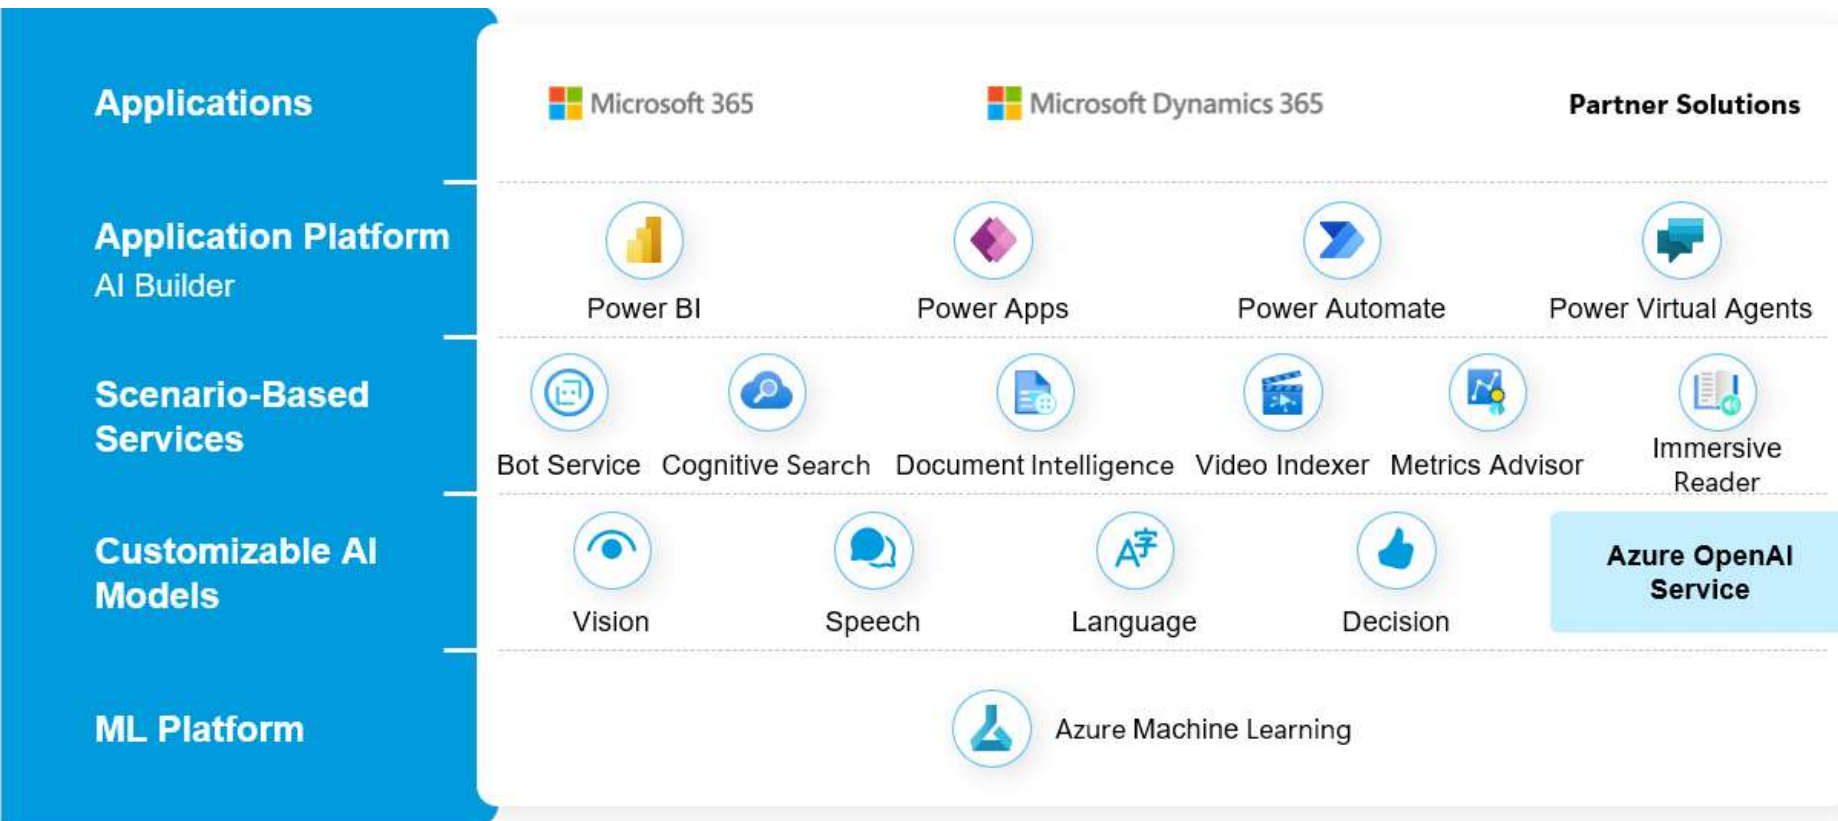 Applications
Microsoft 365
Microsoft Dynamics 365
Partner Solutions
Application Platform
AI Builder
Power BI
Power Apps
Power Automate
Power Virtual Agents
Scenario-Based
Services
Bot Service
Cognitive Search
Document Intelligence
Video Indexer
Metrics Advisor
Immersive
Reader
Customizable AI
Models
Vision
Speech
A字
Language
Decision
Azure OpenAI
Service
ML Platform
Azure Machine Learning